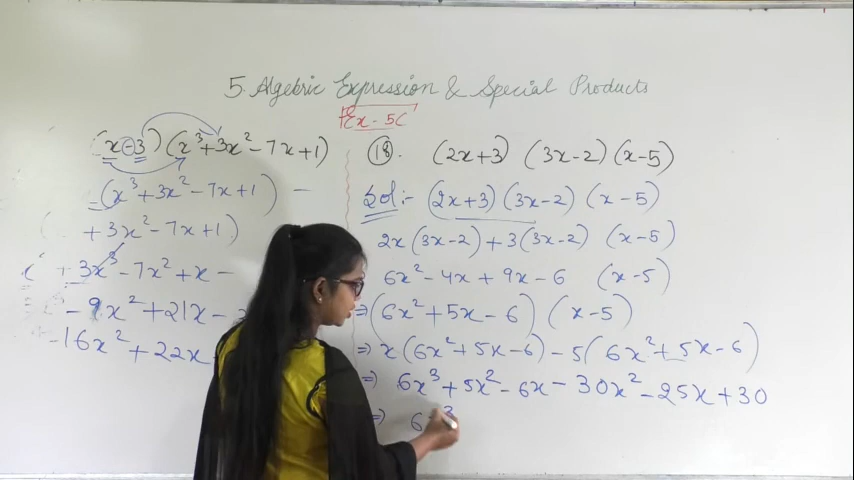 5. Algebric Expression & Special Products
Ex - 5C
(x-3) (x³+3x²-7x+1)
(x³+3x²-7x+1) -
+3x²-7x+1)
+3x³-7x²+x-
-9x²+21x-
-16x²+22x
18. (2x+3) (3x-2) (x-5)
Sol:- (2x+3) (3x-2) (x-5)
2x(3x-2)+3(3x-2) (x-5)
6x²-4x+9x-6 (x-5)
⇒(6x²+5x-6) (x-5)
⇒ x(6x²+5x-6)-5(6x²+5x-6)
⇒ 6x³+5x²-6x-30x²-25x+30
⇒ 6